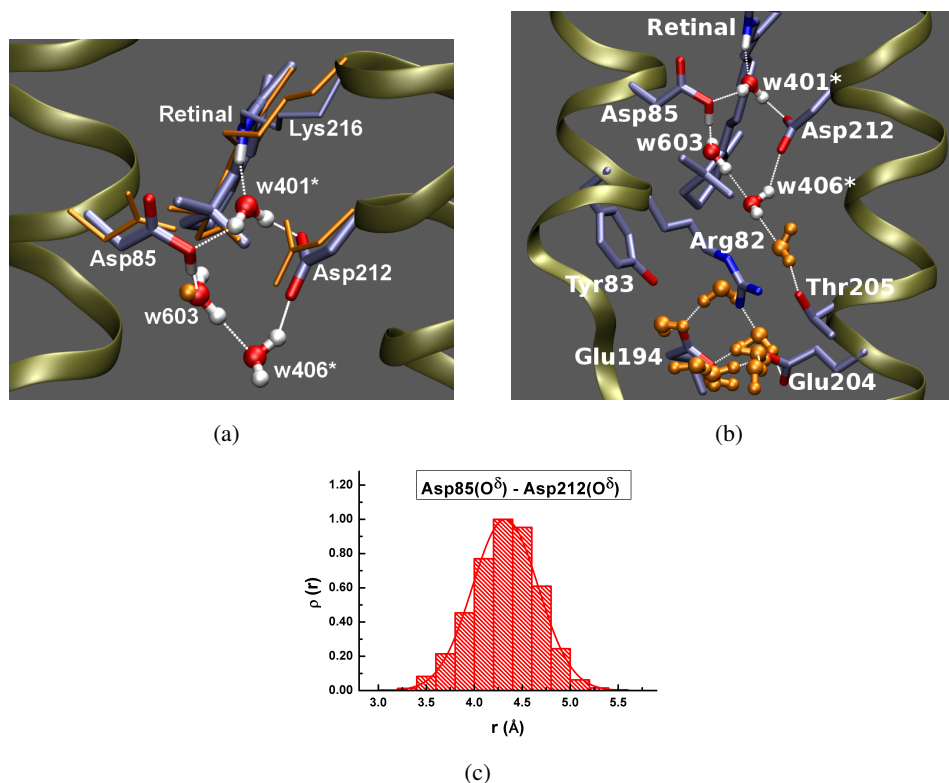 Retinal
Lys216
w401*
Asp85
Asp212
w603
w406*
(a)
Retinal
w401*
Asp85
w603
Asp212
w406*
Arg82
Tyr83
Thr205
Glu194
Glu204
(b)
Asp85(O^δ) - Asp212(O^δ)
1.20
1.00
0.80
0.60
0.40
0.20
0.00
ρ (r)
3.0 3.5 4.0 4.5 5.0 5.5
r (Å)
(c)